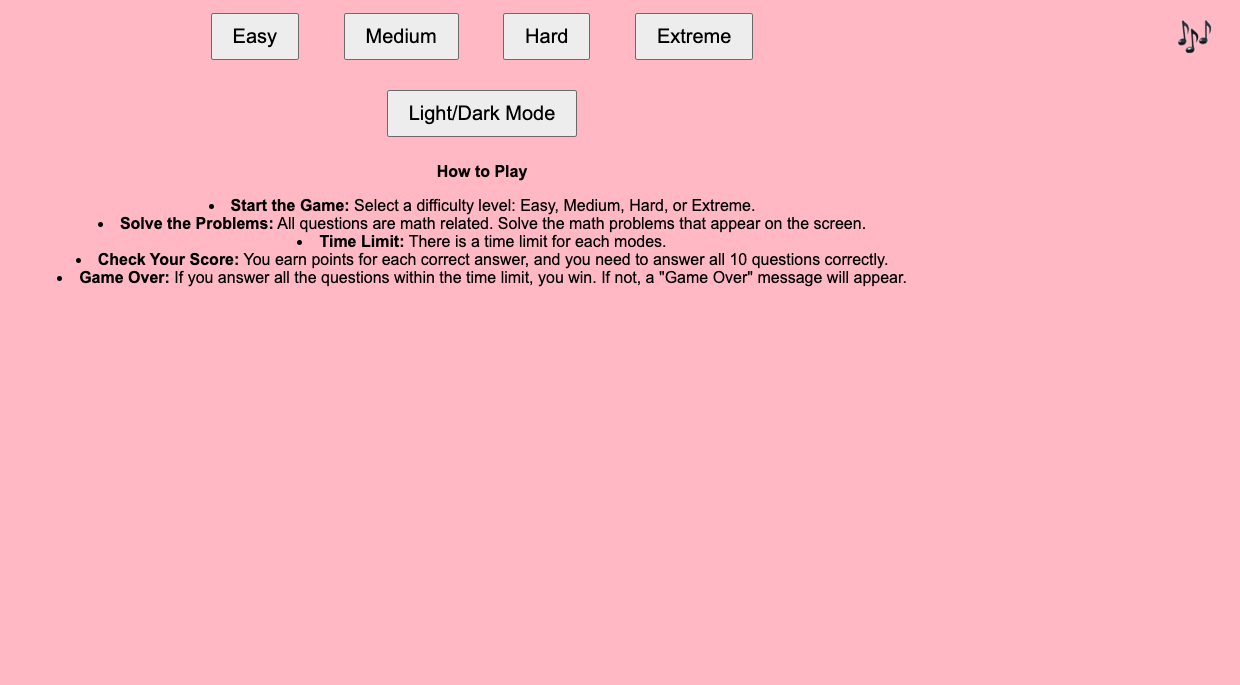 Easy Medium Hard Extreme
Light/Dark Mode
How to Play
• Start the Game: Select a difficulty level: Easy, Medium, Hard, or Extreme.
• Solve the Problems: All questions are math related. Solve the math problems that appear on the screen.
• Time Limit: There is a time limit for each modes.
• Check Your Score: You earn points for each correct answer, and you need to answer all 10 questions correctly.
• Game Over: If you answer all the questions within the time limit, you win. If not, a "Game Over" message will appear.